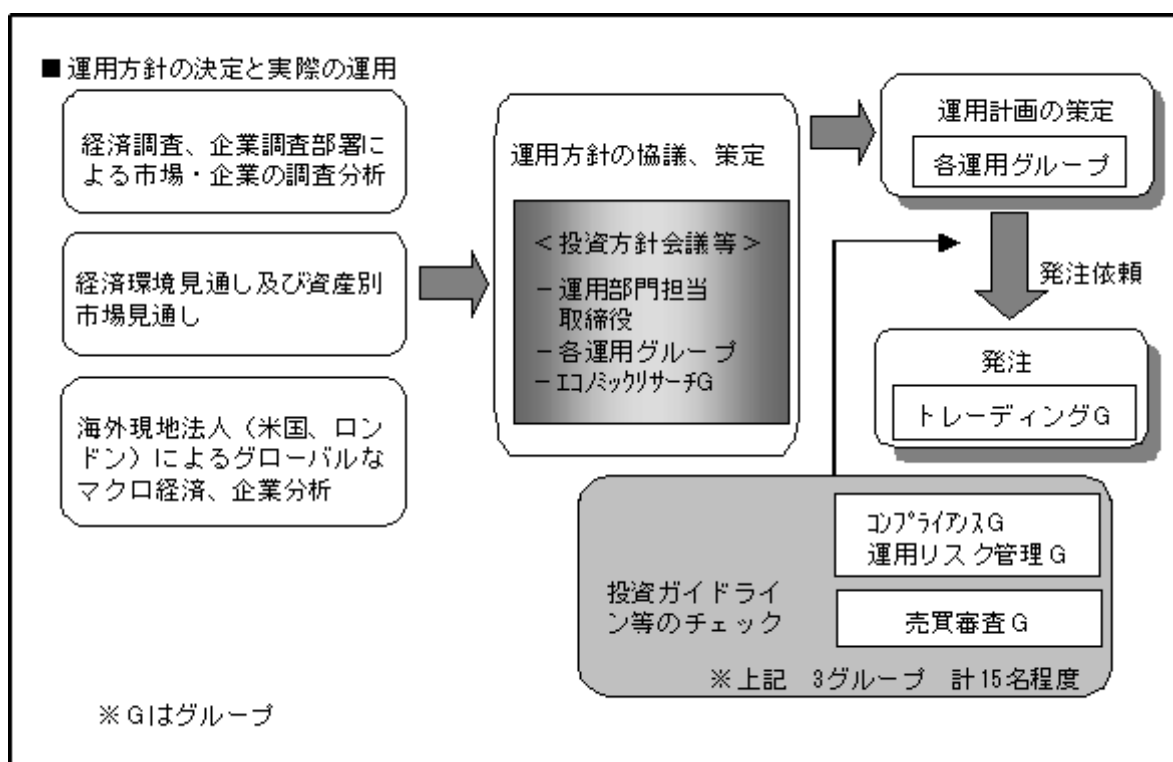 ■運用方針の決定と実際の運用
経済調査、企業調査部署に
よる市場・企業の調査分析
経済環境見通し及び資産別
市場見通し
海外現地法人（米国、ロン
ドン）によるグローバルな
マクロ経済、企業分析
運用方針の協議、策定
＜投資方針会議等＞
－運用部門担当
取締役
－各運用グループ
－ｴｺﾉﾐｯｸﾘｻｰﾁG
運用計画の策定
各運用グループ
発注依頼
発注
トレーディングG
投資ガイドライ
ン等のチェック
ｺﾝﾌﾟﾗｲｱﾝｽG
運用リスク管理G
売買審査G
※上記　3グループ　計15名程度
※Gはグループ